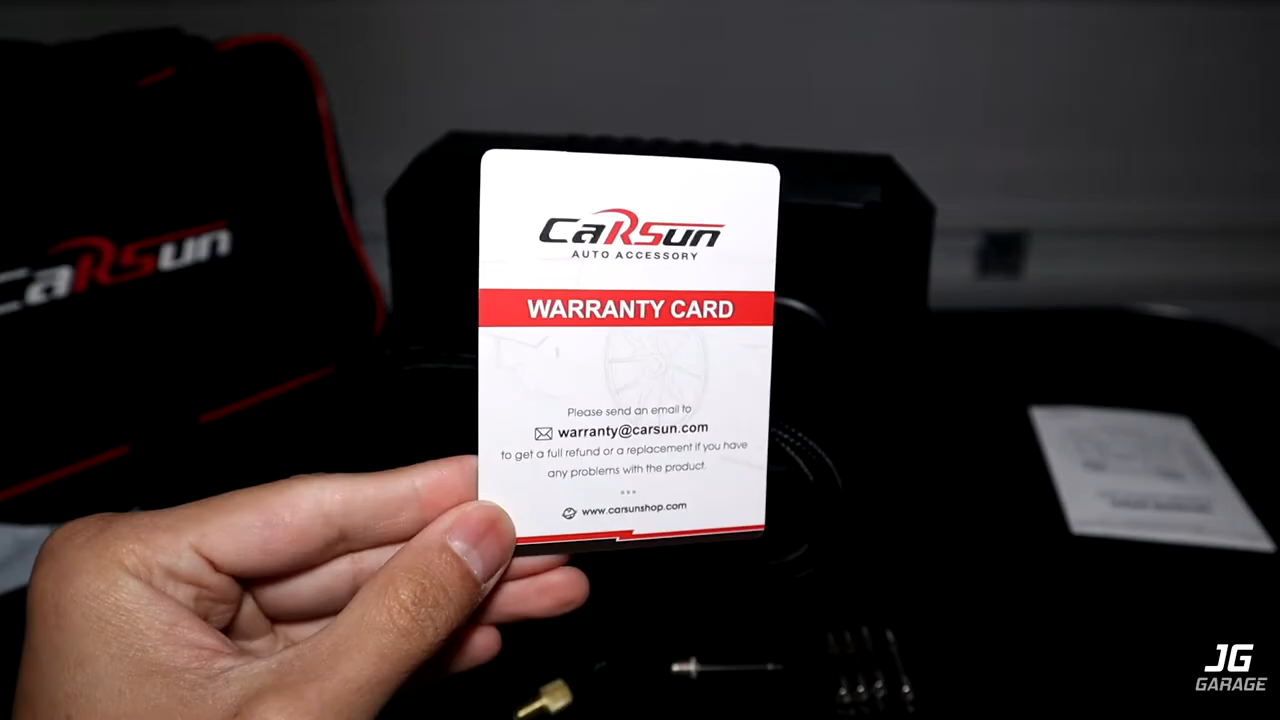 CaRSun
CaRSun
AUTO ACCESSORY
WARRANTY CARD
Please send an email to
warranty@carsun.com
to get a full refund or a replacement if you have
any problems with the product.
www.carsunshop.com
JG
GARAGE